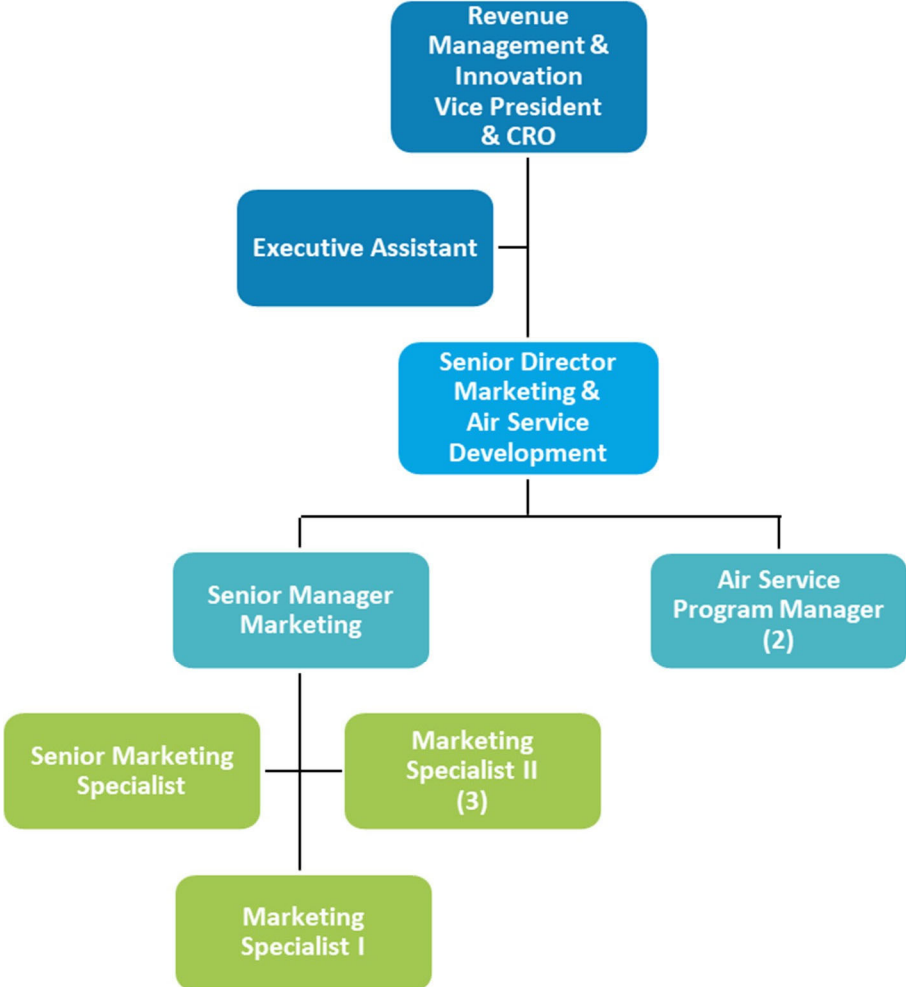 Revenue
Management &
Innovation
Vice President
& CRO
Executive Assistant
Senior Director
Marketing &
Air Service
Development
Senior Manager
Marketing
Air Service
Program Manager
(2)
Senior Marketing
Specialist
Marketing
Specialist II
(3)
Marketing
Specialist I